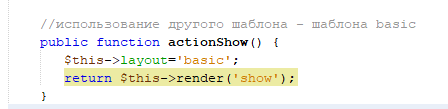 //использование другого шаблона – шаблона basic
public function actionShow() {
$this->layout='basic';
return $this->render('show');
}